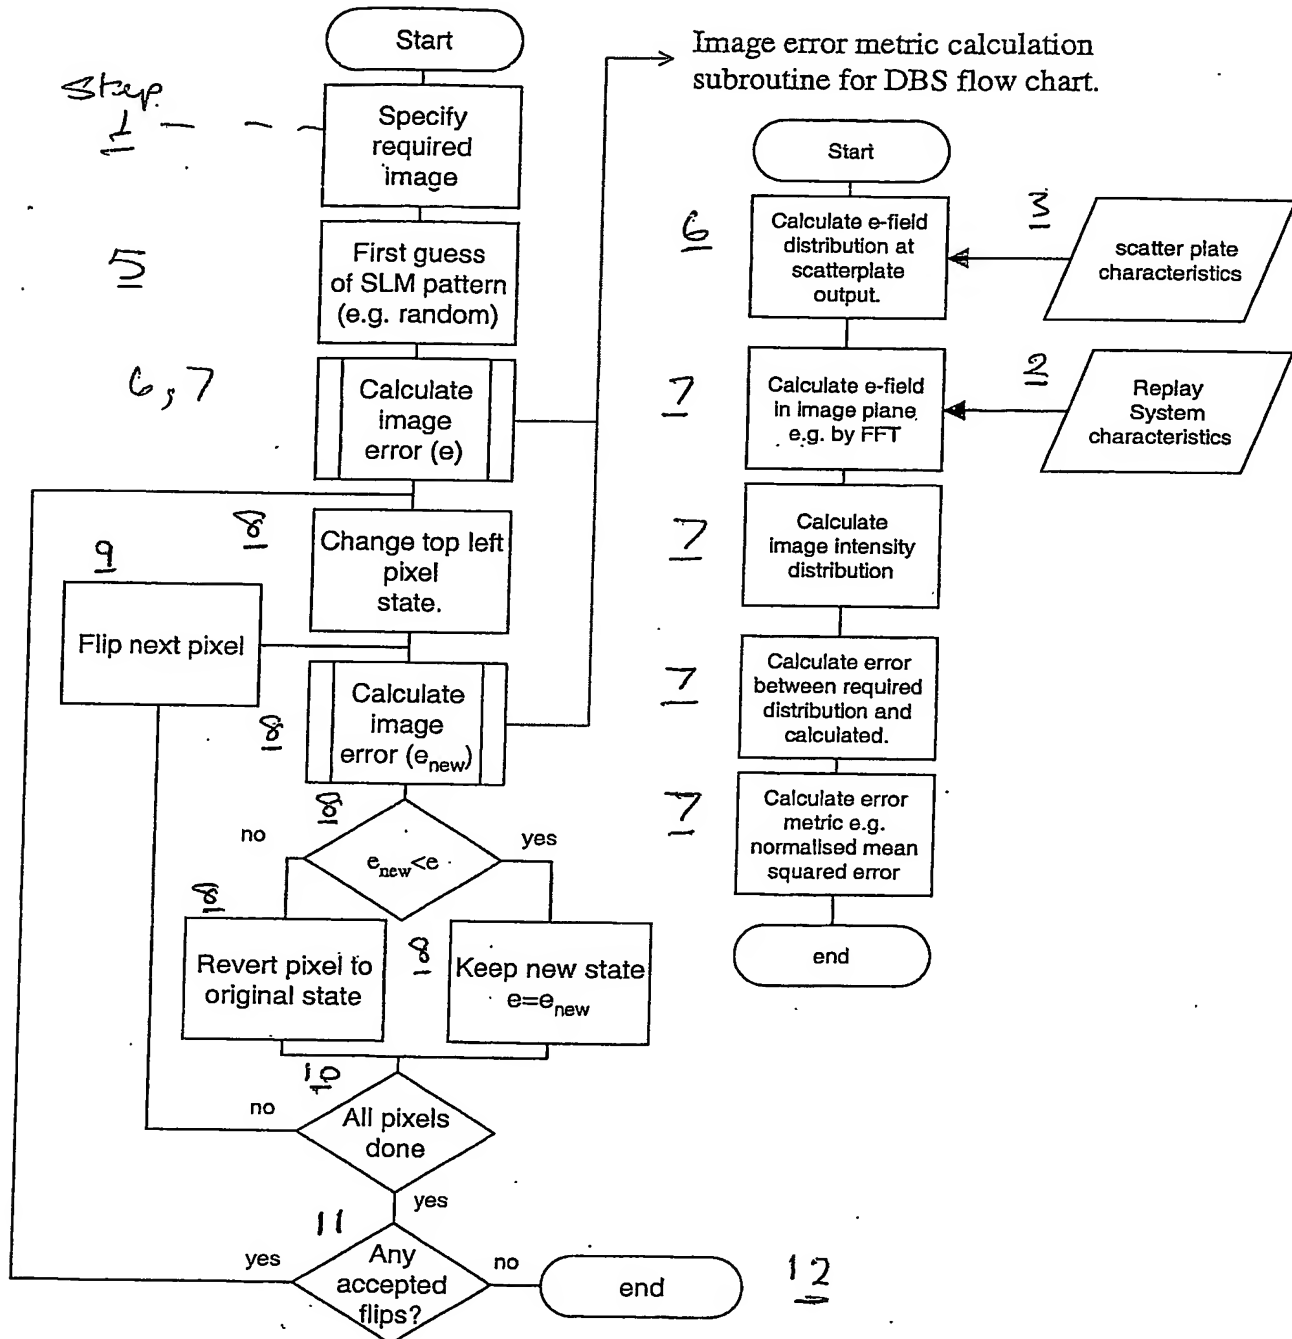 Start
Step
1
Specify
required
image
5
First guess
of SLM pattern
(e.g. random)
6, 7
Calculate
image
error (e)
8
Change top left
pixel
state.
9
Flip next pixel
8
Calculate
image
error (enew)
8
no
yes
enew<e
8
Revert pixel to
original state
8
Keep new state
e=enew
10
no
All pixels
done
yes
11
yes
Any
accepted
flips?
no
end
12
Image error metric calculation
subroutine for DBS flow chart.
Start
6
Calculate e-field
distribution at
scatterplate
output.
3
scatter plate
characteristics
7
Calculate e-field
in image plane
e.g. by FFT
2
Replay
System
characteristics
7
Calculate
image intensity
distribution
7
Calculate error
between required
distribution and
calculated.
7
Calculate error
metric e.g.
normalised mean
squared error
end